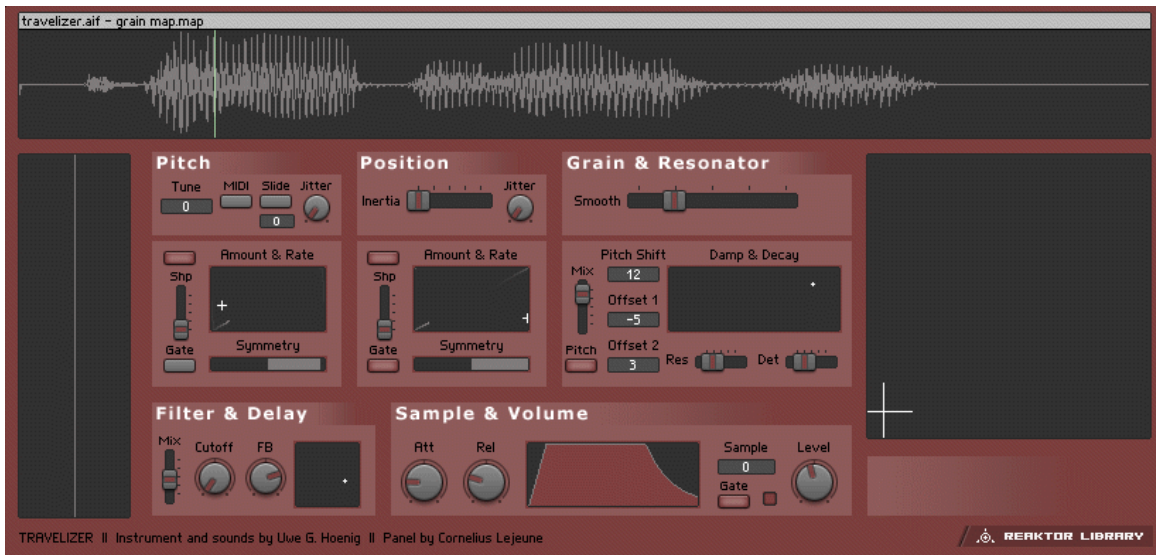 travelizer.aif - grain map.map
Pitch
Tune MIDI Slide Jitter
0
0
Position
Inertia Jitter
Grain & Resonator
Smooth
Amount & Rate
Shp
Gate Symmetry
Amount & Rate
Shp
Gate Symmetry
Pitch Shift Damp & Decay
Mix 12
Offset 1
-5
Pitch Offset 2
3 Res Det
Filter & Delay
Mix Cutoff FB
Sample & Volume
Att Rel Sample Level
0
Gate
TRAVELIZER II Instrument and sounds by Uwe G. Hoenig II Panel by Cornelius Lejeune
REAKTOR LIBRARY